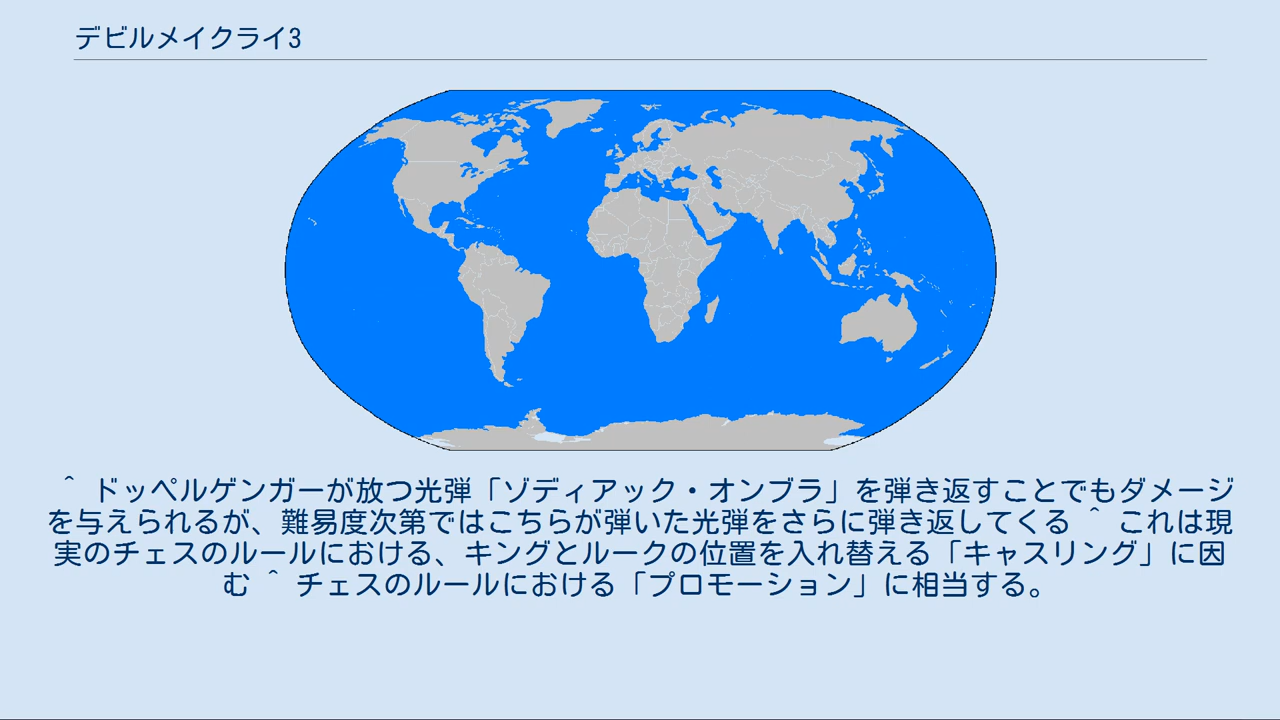 デビルメイクライ3
^ ドッペルゲンガーが放つ光弾「ゾディアック・オンブラ」を弾き返すことでもダメージ
を与えられるが、難易度次第ではこちらが弾いた光弾をさらに弾き返してくる ^ これは現
実のチェスのルールにおける、キングとルークの位置を入れ替える「キャスリング」に因
む ^ チェスのルールにおける「プロモーション」に相当する。